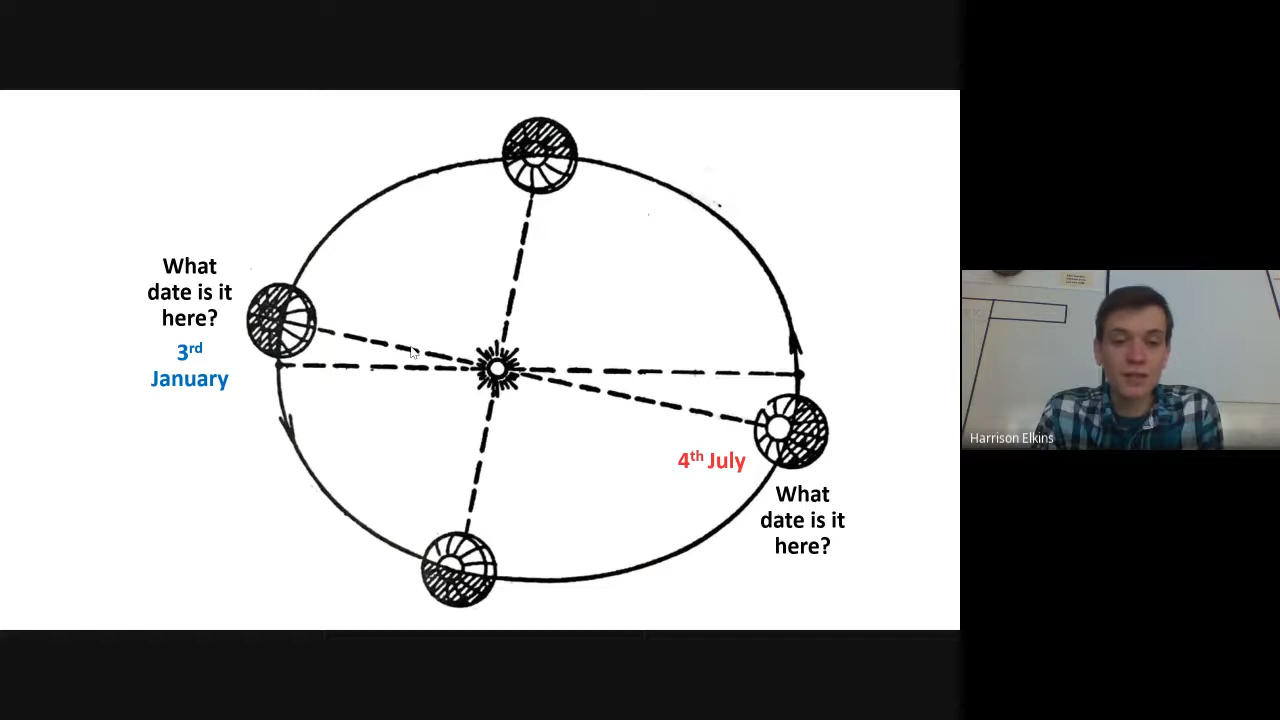 What
date is it
here?
3rd
January
4th July
What
date is it
here?
Harrison Elkins